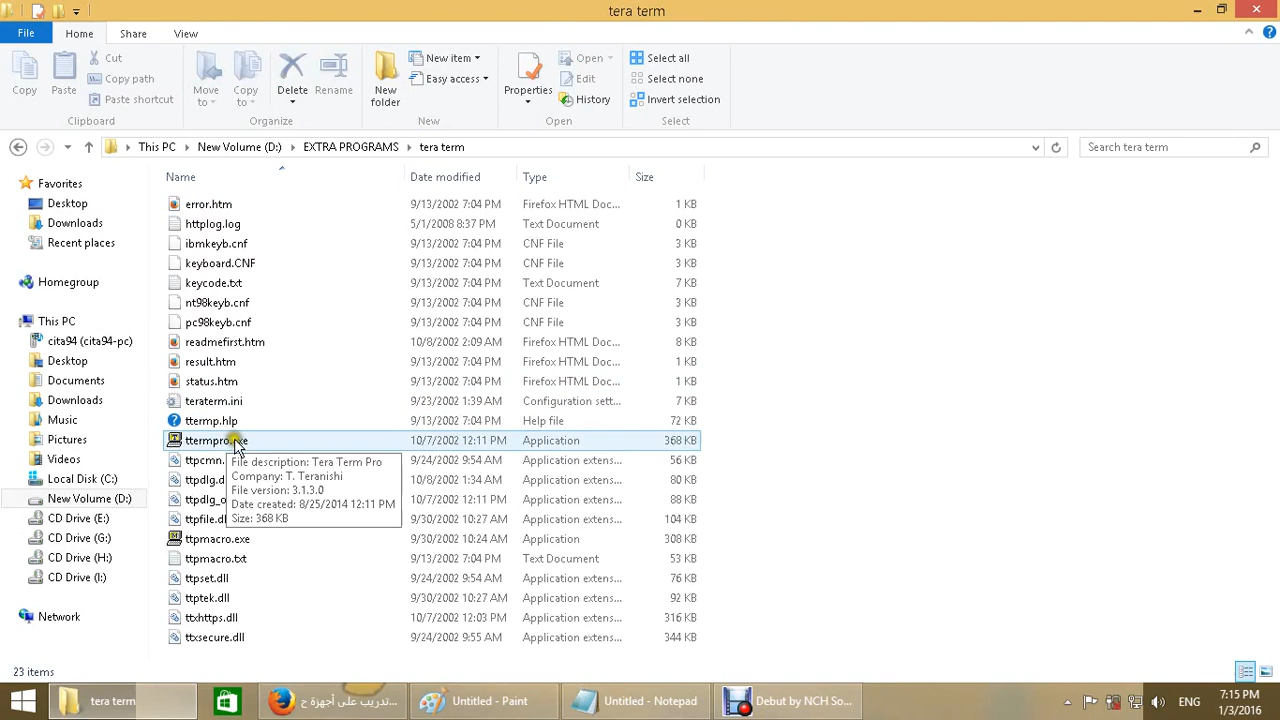 tera term
File
Home
Share
View
Copy
Paste
Cut
Copy path
Paste shortcut
Clipboard
Move to
Copy to
Delete
Rename
Organize
New folder
New item
Easy access
New
Properties
Open
Edit
History
Open
Select all
Select none
Invert selection
Select
This PC
New Volume (D:)
EXTRA PROGRAMS
tera term
Search tera term
Favorites
Desktop
Downloads
Recent places
Homegroup
This PC
cita94 (cita94-pc)
Desktop
Documents
Downloads
Music
Pictures
Videos
Local Disk (C:)
New Volume (D:)
CD Drive (E:)
CD Drive (G:)
CD Drive (H:)
CD Drive (I:)
Network
Name Date modified Type Size
error.htm 9/13/2002 7:04 PM Firefox HTML Doc... 1 KB
httplog.log 5/1/2008 8:37 PM Text Document 0 KB
ibmkeyb.cnf 9/13/2002 7:04 PM CNF File 3 KB
keyboard.CNF 9/13/2002 7:04 PM CNF File 3 KB
keycode.txt 9/13/2002 7:04 PM Text Document 7 KB
nt98keyb.cnf 9/13/2002 7:04 PM CNF File 3 KB
pc98keyb.cnf 9/13/2002 7:04 PM CNF File 3 KB
readmefirst.htm 10/8/2002 2:09 AM Firefox HTML Doc... 8 KB
result.htm 9/13/2002 7:04 PM Firefox HTML Doc... 1 KB
status.htm 9/13/2002 7:04 PM Firefox HTML Doc... 1 KB
teraterm.ini 9/23/2002 1:39 AM Configuration sett... 7 KB
ttermp.hlp 9/13/2002 7:04 PM Help file 72 KB
ttermpro.exe 10/7/2002 12:11 PM Application 368 KB
ttpcmn. 9/24/2002 9:54 AM Application extens... 56 KB
ttpdlg.d 10/8/2002 1:34 AM Application extens... 80 KB
ttpdlg_o 10/7/2002 12:11 PM Application extens... 88 KB
ttpfile.dl 9/30/2002 10:27 AM Application extens... 104 KB
ttpmacro.exe 9/30/2002 10:24 AM Application 308 KB
ttpmacro.txt 9/13/2002 7:04 PM Text Document 53 KB
ttpset.dll 9/24/2002 9:54 AM Application extens... 76 KB
ttptek.dll 9/30/2002 10:27 AM Application extens... 92 KB
ttxhttps.dll 10/7/2002 12:03 PM Application extens... 316 KB
ttxsecure.dll 9/24/2002 9:55 AM Application extens... 344 KB
File description: Tera Term Pro
Company: T. Teranishi
File version: 3.1.3.0
Date created: 8/25/2014 12:11 PM
Size: 368 KB
23 items
tera term
تدريب على أجهزة ح...
Untitled - Paint
Untitled - Notepad
Debut by NCH So...
ENG
7:15 PM
1/3/2016